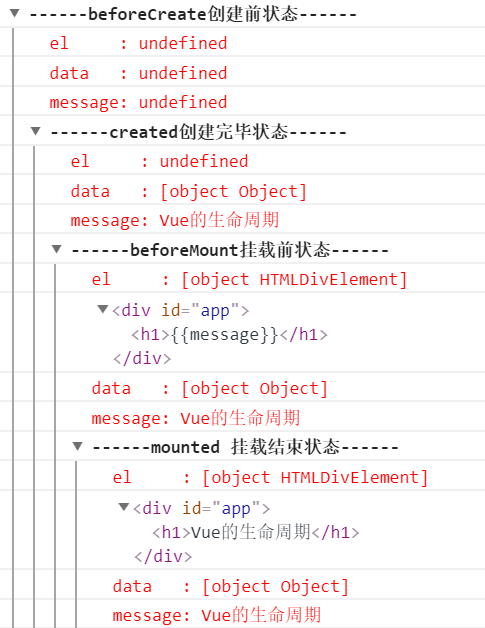 ------beforeCreate创建前状态------
el     : undefined
data   : undefined
message: undefined
------created创建完毕状态------
el     : undefined
data   : [object Object]
message: Vue的生命周期
------beforeMount挂载前状态------
el     : [object HTMLDivElement]
<div id="app">
<h1>{{message}}</h1>
</div>
data   : [object Object]
message: Vue的生命周期
------mounted 挂载结束状态------
el     : [object HTMLDivElement]
<div id="app">
<h1>Vue的生命周期</h1>
</div>
data   : [object Object]
message: Vue的生命周期